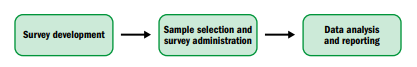 Survey development
Sample selection and
survey administration
Data analysis
and reporting